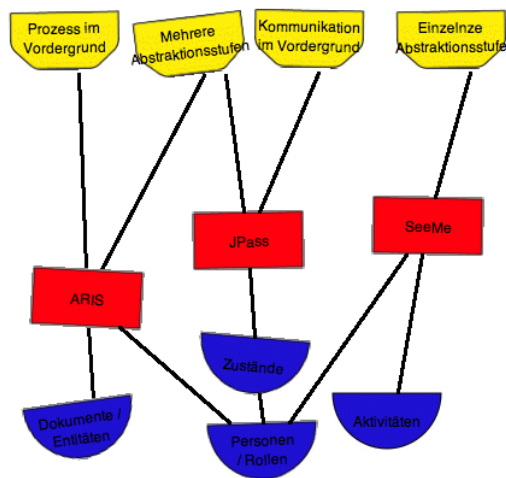 Prozess im
Vordergrund
Mehrere
Abstraktionsstufen
Kommunikation
im Vordergrund
Einzelnze
Abstraktionsstufe
JPass
SeeMe
ARIS
Zustände
Dokumente /
Entitäten
Personen
/ Rollen
Aktivitäten